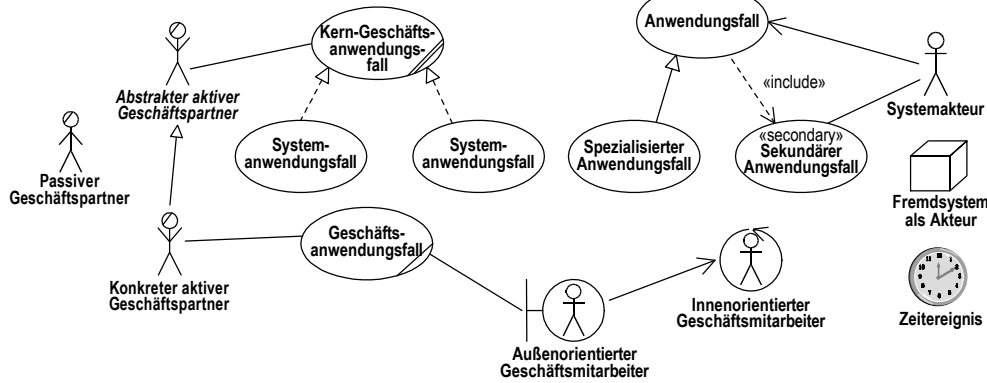 Kern-Geschäfts-
anwendungs-
fall
Anwendungsfall
Abstrakter aktiver
Geschäftspartner
«include»
Systemakteur
Passiver
Geschäftspartner
System-
anwendungsfall
System-
anwendungsfall
Spezialisierter
Anwendungsfall
«secondary»
Sekundärer
Anwendungsfall
Fremdsystem
als Akteur
Geschäfts-
anwendungsfall
Konkreter aktiver
Geschäftspartner
Innenorientierter
Geschäftsmitarbeiter
Zeitereignis
Außenorientierter
Geschäftsmitarbeiter